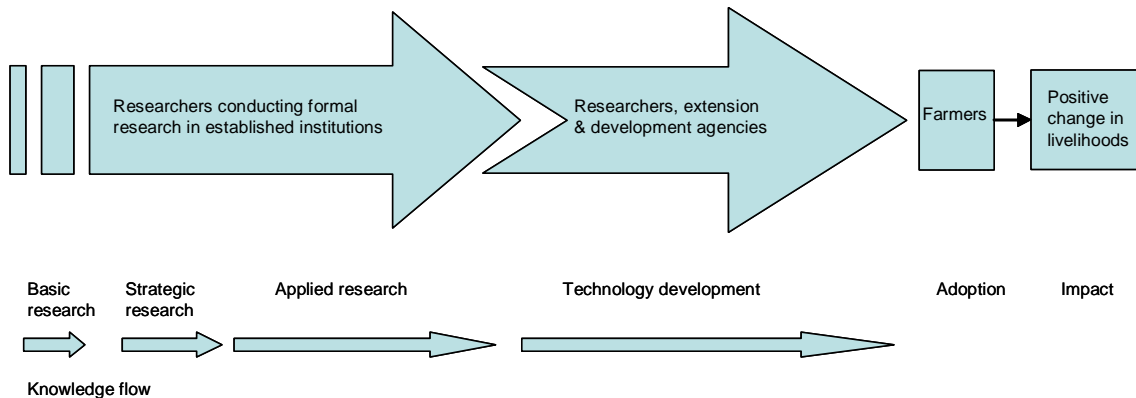 Researchers conducting formal
research in established institutions
Researchers, extension
& development agencies
Farmers
Positive
change in
livelihoods
Basic
research
Strategic
research
Applied research
Technology development
Adoption
Impact
Knowledge flow